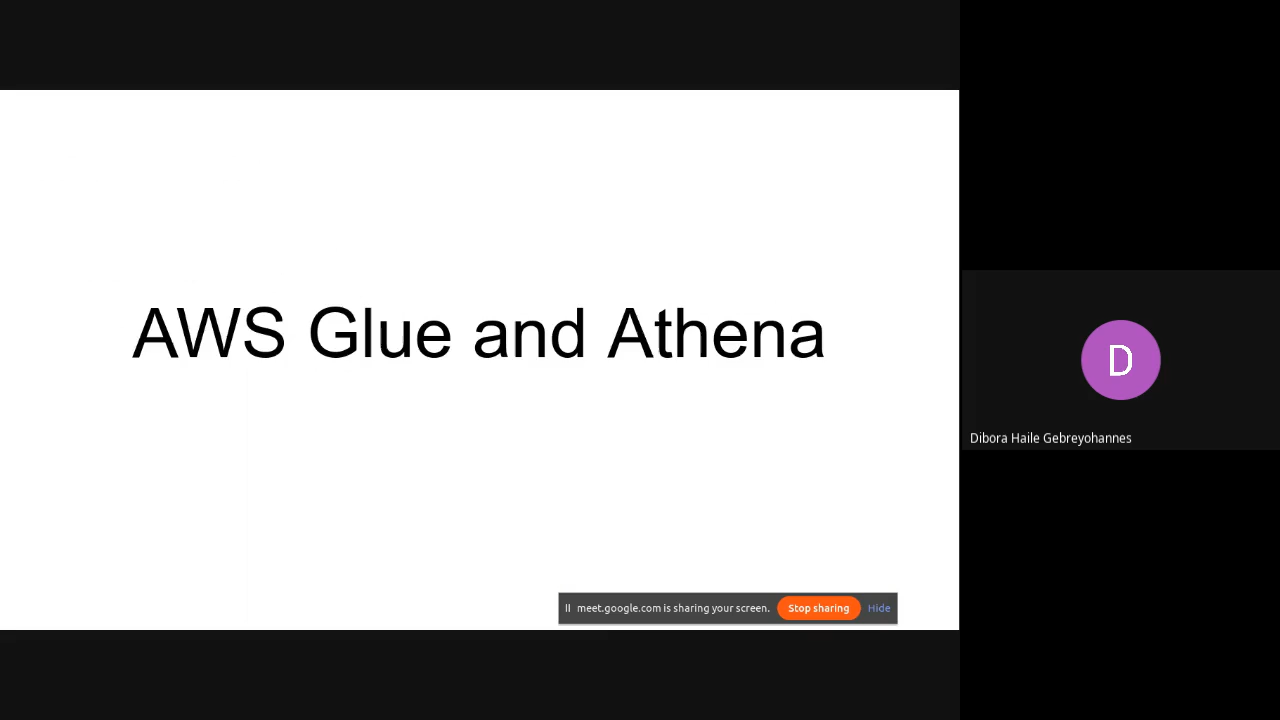 AWS Glue and Athena
D
Dibora Haile Gebreyohannes
meet.google.com is sharing your screen. Stop sharing Hide